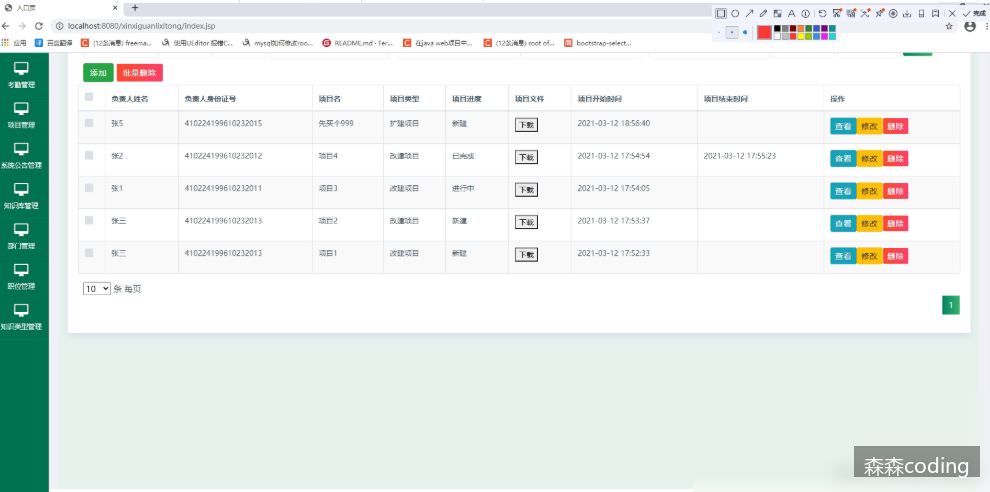 入口页
完成
localhost:8080/xinxiguanlixitong/index.jsp
应用 百度翻译 (12条消息) freema... 使用UEditor 报错C... mysql如何修改roo... README.md · Ter... 在java web项目中... (12条消息) root of... bootstrap-select...
考勤管理
项目管理
系统公告管理
知识库管理
部门管理
职位管理
知识类型管理
添加 批量删除
负责人姓名 负责人身份证号 项目名 项目类型 项目进度 项目文件 项目开始时间 项目结束时间 操作
张5 410224199610232015 先买个999 扩建项目 新建 下载 2021-03-12 18:56:40 查看 修改 删除
张2 410224199610232012 项目4 改建项目 已完成 下载 2021-03-12 17:54:54 2021-03-12 17:55:23 查看 修改 删除
张1 410224199610232011 项目3 改建项目 进行中 下载 2021-03-12 17:54:05 查看 修改 删除
张三 410224199610232013 项目2 改建项目 新建 下载 2021-03-12 17:53:37 查看 修改 删除
张三 410224199610232013 项目1 改建项目 新建 下载 2021-03-12 17:52:33 查看 修改 删除
10 条 每页
1
森森coding